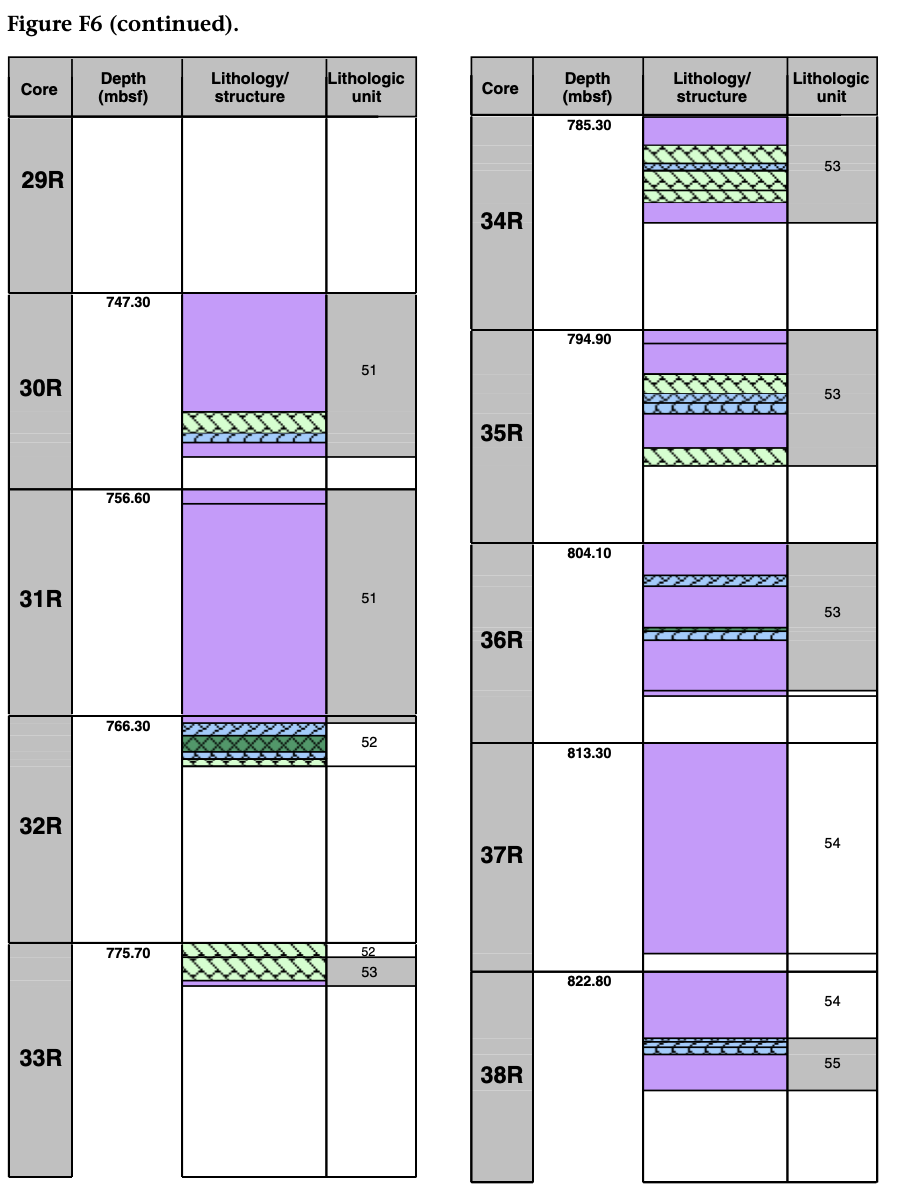 Figure F6 (continued).
Core
Depth
(mbsf)
Lithology/
structure
Lithologic
unit
29R
30R
747.30
51
31R
756.60
51
32R
766.30
52
33R
775.70
52
53
Core
Depth
(mbsf)
Lithology/
structure
Lithologic
unit
34R
785.30
53
35R
794.90
53
36R
804.10
53
37R
813.30
54
38R
822.80
54
55